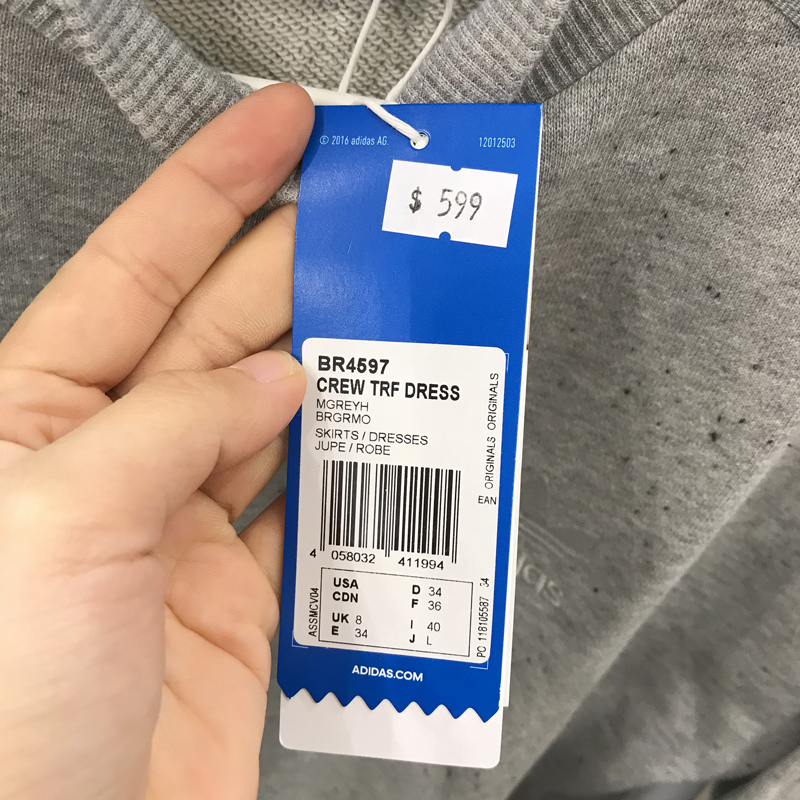 © 2016 adidas AG.
12012503
$ 599
BR4597
CREW TRF DRESS
MGREYH
BRGRMO
SKIRTS / DRESSES
JUPE / ROBE
ORIGINALS ORIGINALS
EAN
4 058032 411994
ASSMCV04
USA
CDN
UK 8
E 34
D 34
F 36
I 40
J L
PC 118105587 34
ADIDAS.COM